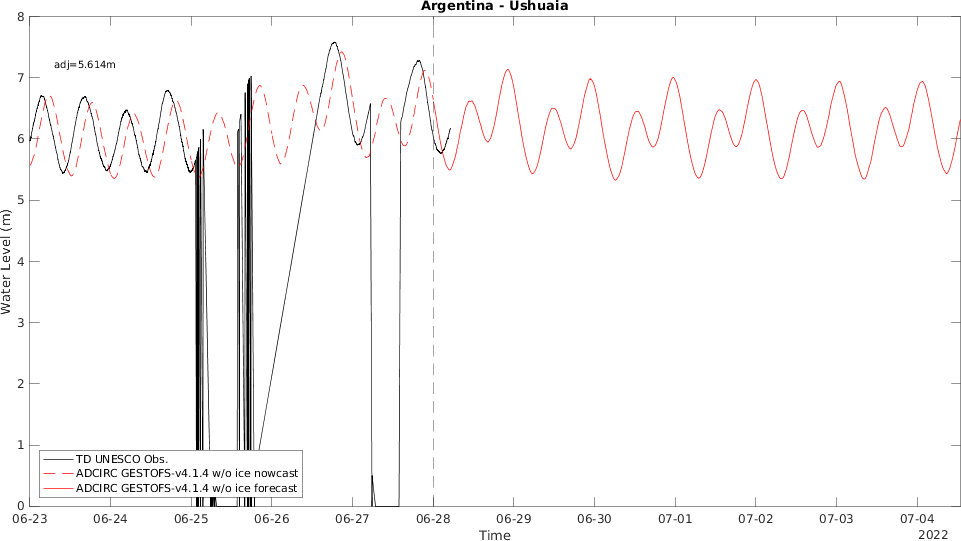 Argentina - Ushuaia
8
adj=5.614m
7
6
5
4
3
2
1
0
Water Level (m)
TD UNESCO Obs.
ADCIRC GESTOFS-v4.1.4 w/o ice nowcast
ADCIRC GESTOFS-v4.1.4 w/o ice forecast
06-23 06-24 06-25 06-26 06-27 06-28 06-29 06-30 07-01 07-02 07-03 07-04
Time
2022